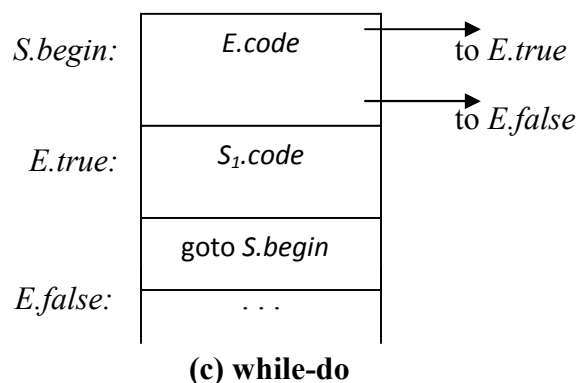 S.begin: E.code to E.true
to E.false
E.true: S₁.code
goto S.begin
E.false: . . .
(c) while-do